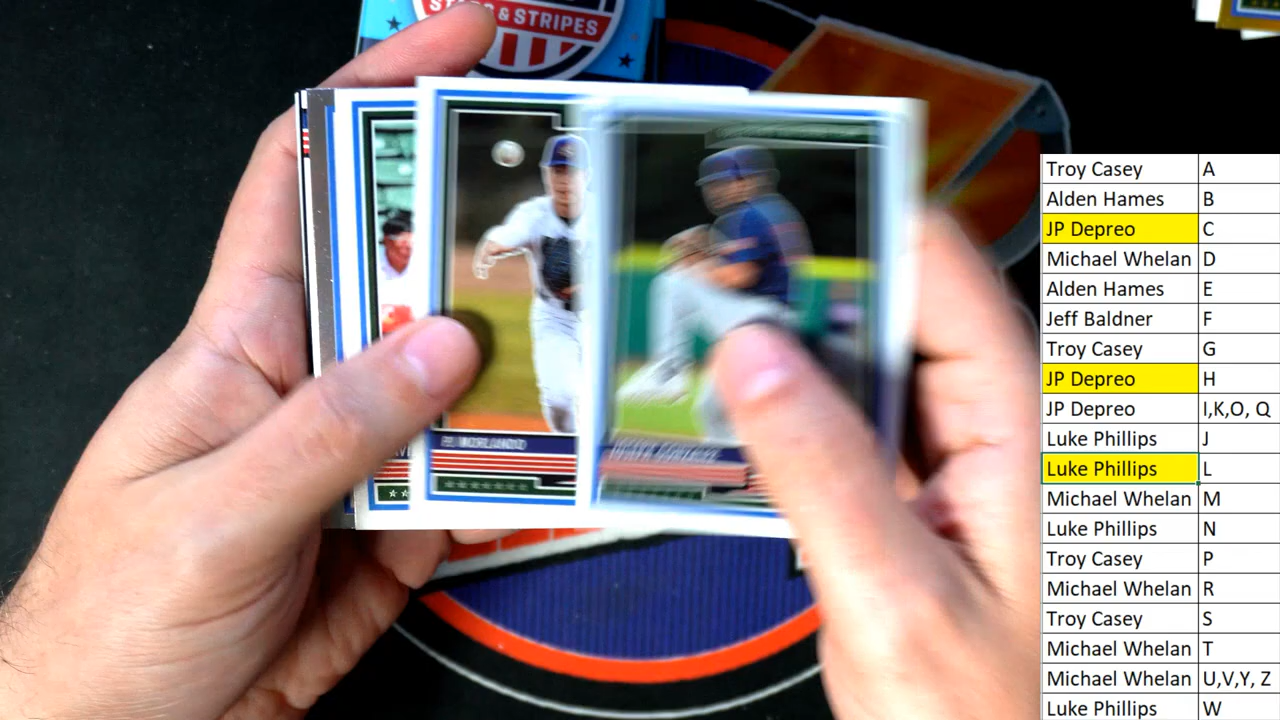 STARS & STRIPES
PJ MORLANDO
Troy Casey A
Alden Hames B
JP Depreo C
Michael Whelan D
Alden Hames E
Jeff Baldner F
Troy Casey G
JP Depreo H
JP Depreo I,K,O, Q
Luke Phillips J
Luke Phillips L
Michael Whelan M
Luke Phillips N
Troy Casey P
Michael Whelan R
Troy Casey S
Michael Whelan T
Michael Whelan U,V,Y, Z
Luke Phillips W